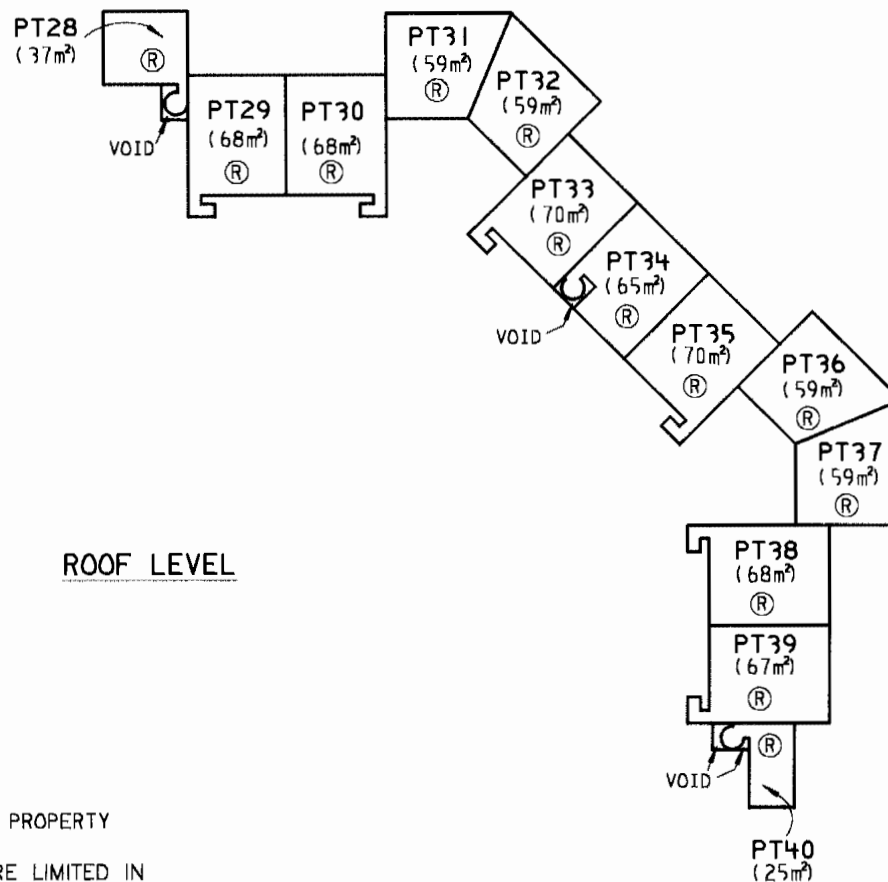 PT28
(37m²)
Ⓡ
VOID
PT29
(68m²)
Ⓡ
PT30
(68m²)
Ⓡ
PT31
(59m²)
Ⓡ
PT32
(59m²)
Ⓡ
PT33
(70m²)
Ⓡ
PT34
(65m²)
Ⓡ
VOID
PT35
(70m²)
Ⓡ
PT36
(59m²)
Ⓡ
PT37
(59m²)
Ⓡ
ROOF LEVEL
PT38
(68m²)
Ⓡ
PT39
(67m²)
Ⓡ
Ⓡ
VOID
PT40
(25m²)
PROPERTY
RE LIMITED IN